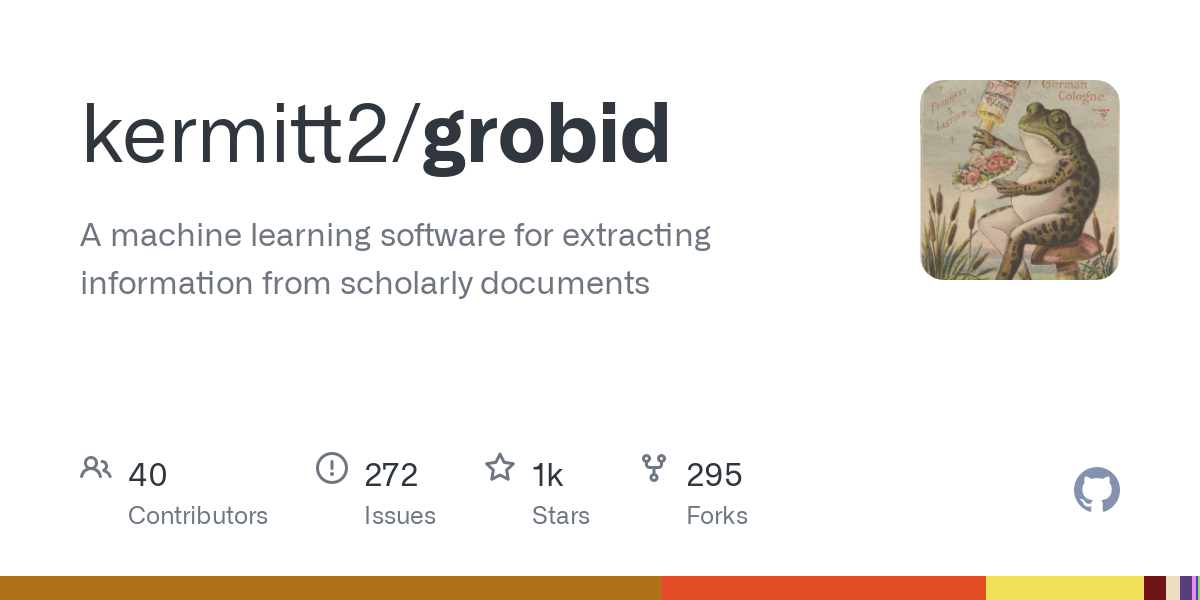 kermitt2/grobid
A machine learning software for extracting
information from scholarly documents
German
Cologne.
FRAGRANT
&
LASTING
40
Contributors
272
Issues
1k
Stars
295
Forks